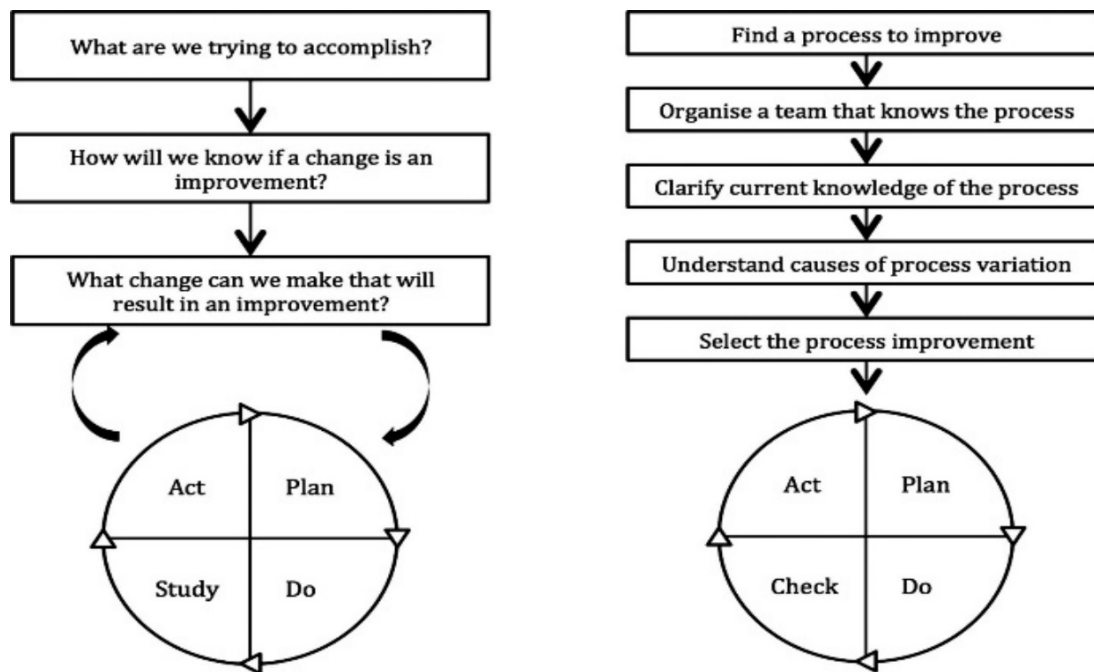 What are we trying to accomplish?
How will we know if a change is an
improvement?
What change can we make that will
result in an improvement?
Act
Plan
Study
Do
Find a process to improve
Organise a team that knows the process
Clarify current knowledge of the process
Understand causes of process variation
Select the process improvement
Act
Plan
Check
Do